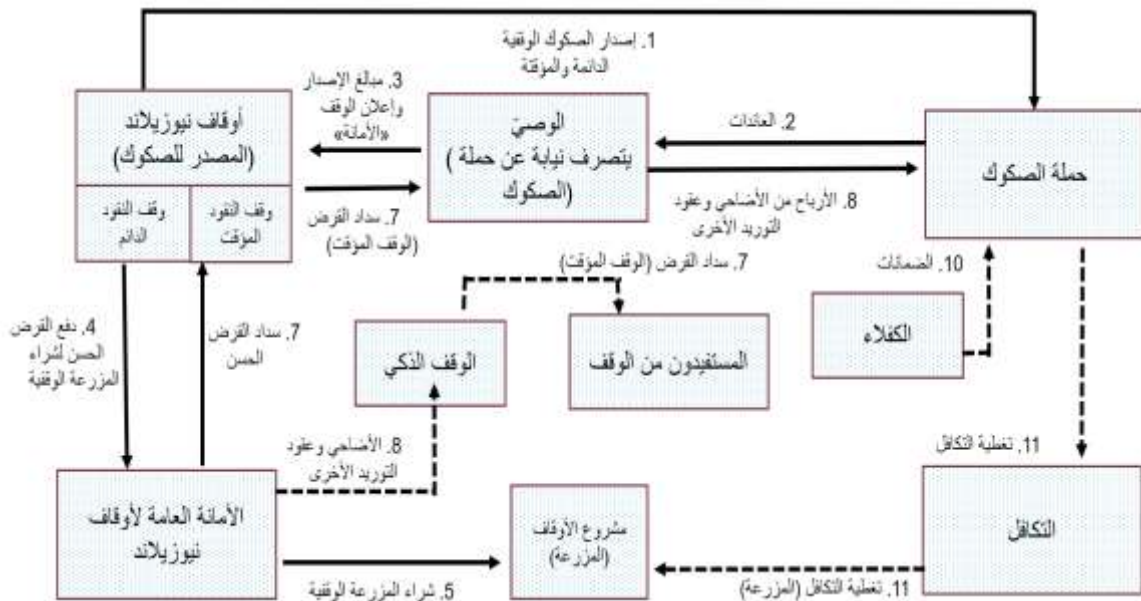 1. إصدار الصكوك الوقفية
الدائمة والمؤقتة
أوقاف نيوزيلاند
(المصدر للصكوك)
وقف النقود
المؤقت
وقف النقود
الدائم
3. مبالغ الإصدار
وإعلان الوقف
«الأمانة»
الوصيّ
يتصرف نيابة عن حملة )
(الصكوك
2. العائدات
حملة الصكوك
7. سداد القرض
(الوقف المؤقت)
8. الأرباح من الأضاحي وعقود
التوريد الأخرى
7. سداد القرض (الوقف المؤقت)
10. الضمانات
4. دفع القرض
الحسن لشراء
المزرعة الوقفية
7. سداد القرض
الحسن
الوقف الذكي
المستفيدون من الوقف
الكفلاء
8. الأضاحي وعقود
التوريد الأخرى
11. تغطية التكافل
الأمانة العامة لأوقاف
نيوزيلاند
مشروع الأوقاف
(المزرعة)
التكافل
5. شراء المزرعة الوقفية
11. تغطية التكافل (المزرعة)